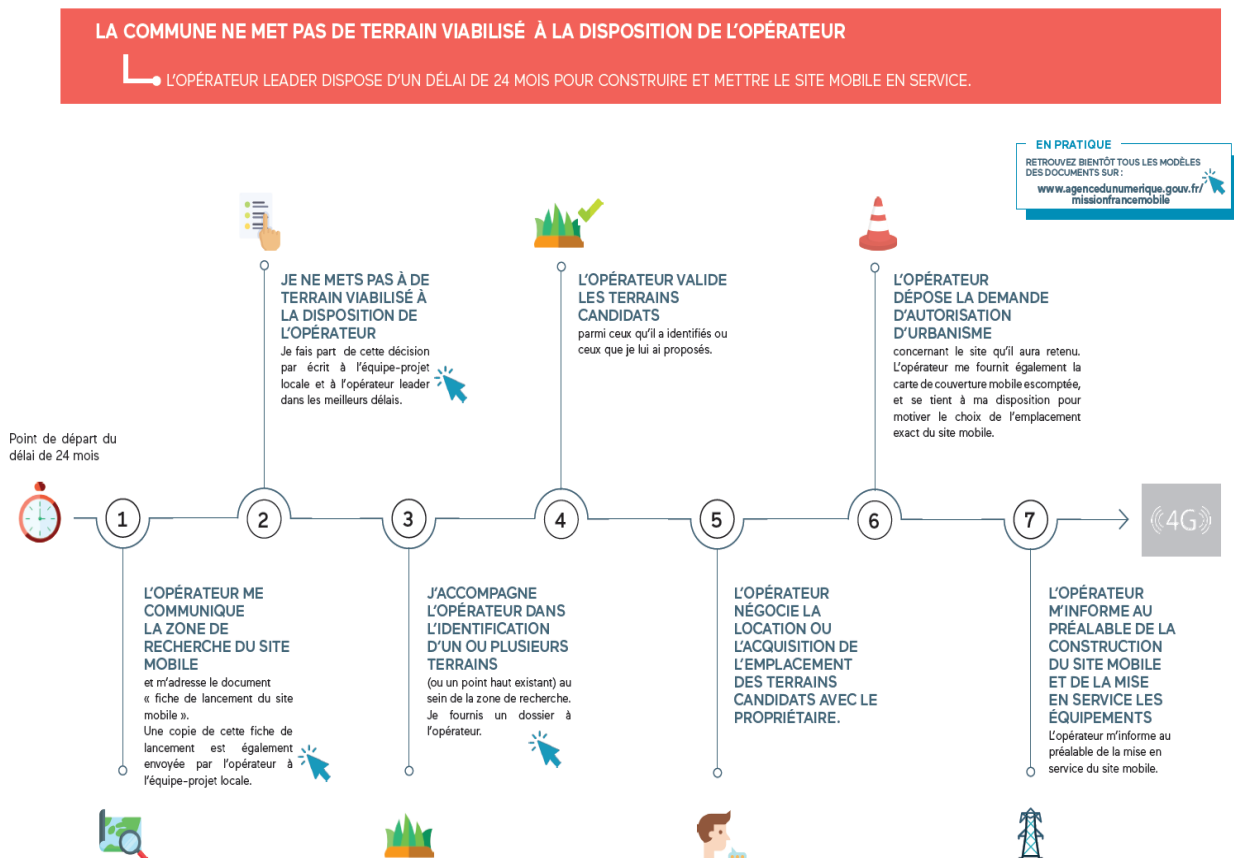 LA COMMUNE NE MET PAS DE TERRAIN VIABILISÉ À LA DISPOSITION DE L'OPÉRATEUR
L'OPÉRATEUR LEADER DISPOSE D'UN DÉLAI DE 24 MOIS POUR CONSTRUIRE ET METTRE LE SITE MOBILE EN SERVICE.
EN PRATIQUE
RETROUVEZ BIENTÔT TOUS LES MODÈLES
DES DOCUMENTS SUR :
www.agencedunumerique.gouv.fr/
missionfrancemobile
JE NE METS PAS À DE
TERRAIN VIABILISÉ À
LA DISPOSITION DE
L'OPÉRATEUR
Je fais part de cette décision
par écrit à l'équipe-projet
locale et à l'opérateur leader
dans les meilleurs délais.
L'OPÉRATEUR VALIDE
LES TERRAINS
CANDIDATS
parmi ceux qu'il a identifiés ou
ceux que je lui ai proposés.
L'OPÉRATEUR
DÉPOSE LA DEMANDE
D'AUTORISATION
D'URBANISME
concernant le site qu'il aura retenu.
L'opérateur me fournit également la
carte de couverture mobile escomptée,
et se tient à ma disposition pour
motiver le choix de l'emplacement
exact du site mobile.
Point de départ du
délai de 24 mois
1
2
3
4
5
6
7
4G
L'OPÉRATEUR ME
COMMUNIQUE
LA ZONE DE
RECHERCHE DU SITE
MOBILE
et m'adresse le document
« fiche de lancement du site
mobile ».
Une copie de cette fiche de
lancement est également
envoyée par l'opérateur à
l'équipe-projet locale.
J'ACCOMPAGNE
L'OPÉRATEUR DANS
L'IDENTIFICATION
D'UN OU PLUSIEURS
TERRAINS
(ou un point haut existant) au
sein de la zone de recherche.
Je fournis un dossier à
l'opérateur.
L'OPÉRATEUR
NÉGOCIE LA
LOCATION OU
L'ACQUISITION DE
L'EMPLACEMENT
DES TERRAINS
CANDIDATS AVEC LE
PROPRIÉTAIRE.
L'OPÉRATEUR
M'INFORME AU
PRÉALABLE DE LA
CONSTRUCTION
DU SITE MOBILE
ET DE LA MISE
EN SERVICE LES
ÉQUIPEMENTS
L'opérateur m'informe au
préalable de la mise en
service du site mobile.